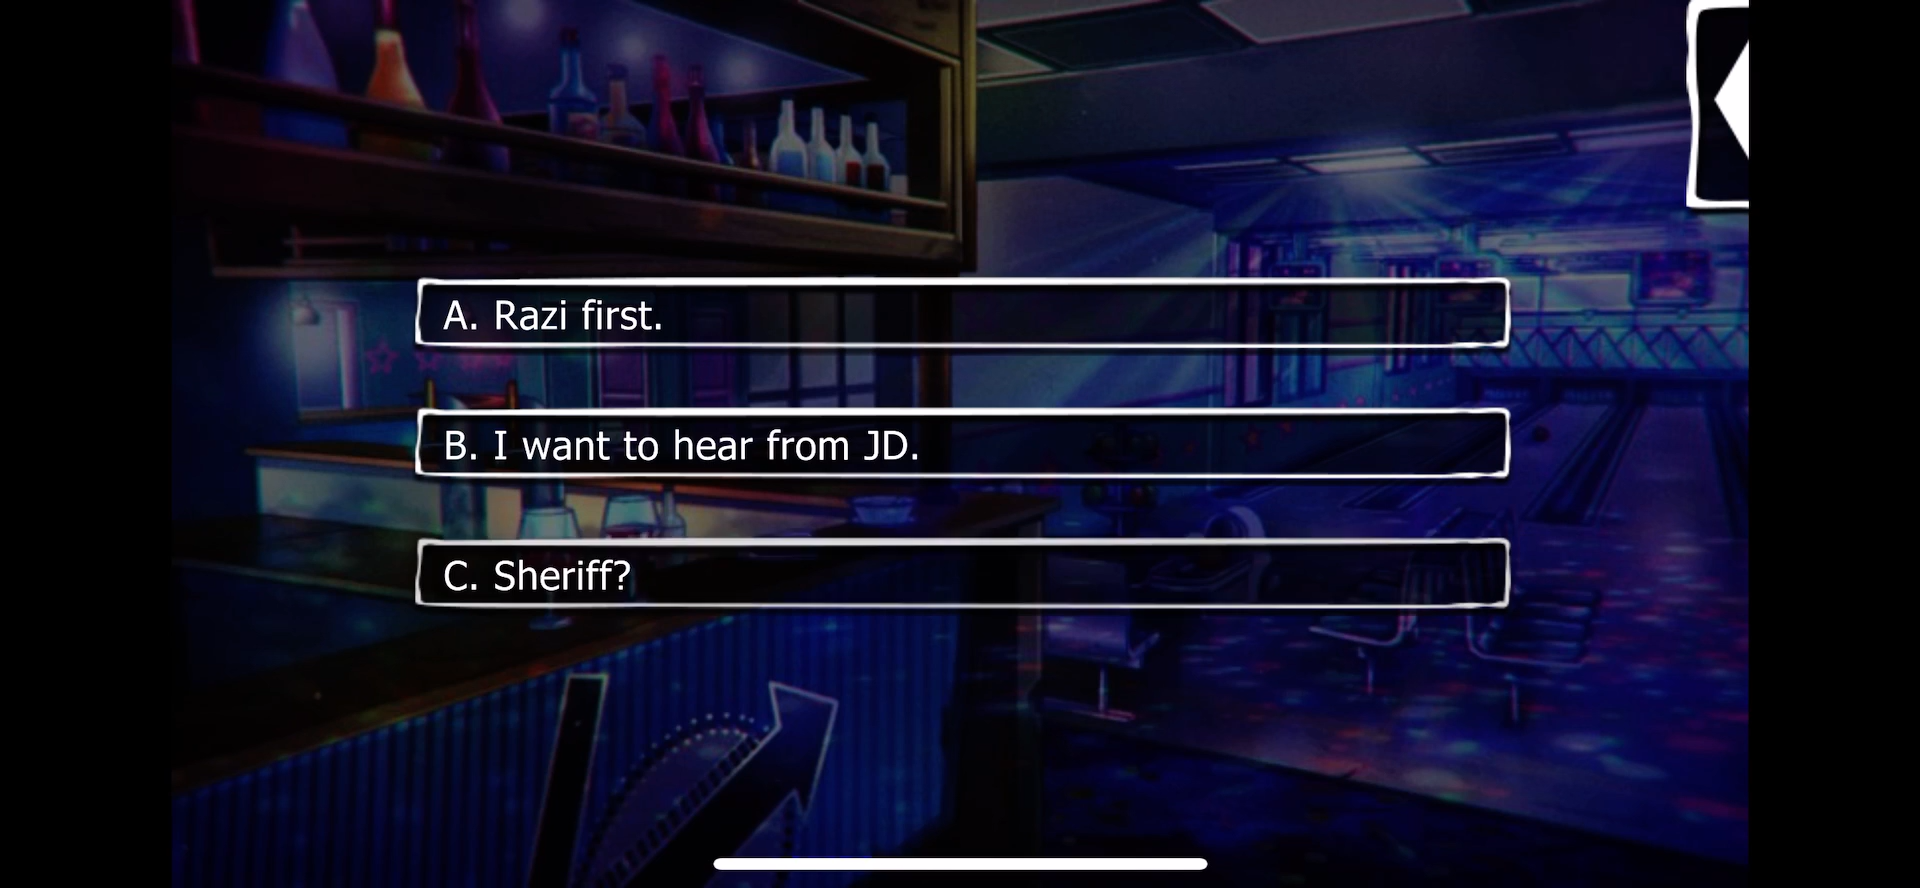 A. Razi first.
B. I want to hear from JD.
C. Sheriff?